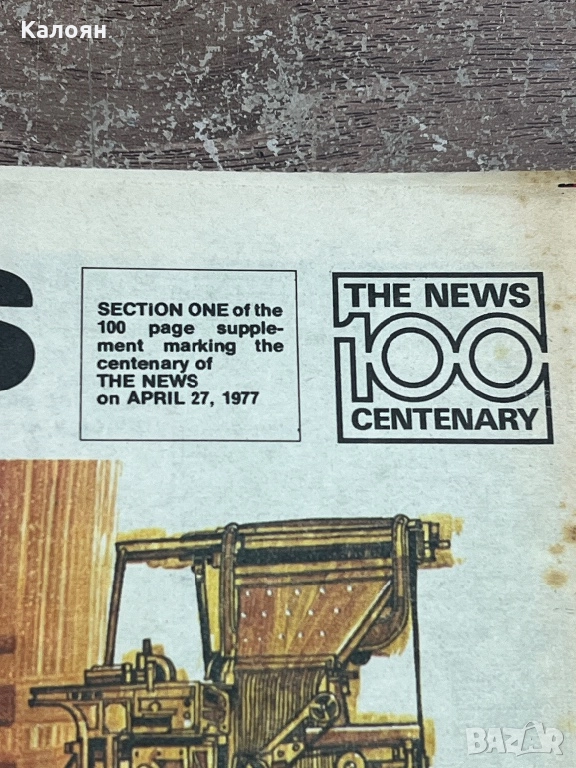 Калоян
S
SECTION ONE of the
100 page supple-
ment marking the
centenary of
THE NEWS
on APRIL 27, 1977
THE NEWS
100
CENTENARY
BAZAR